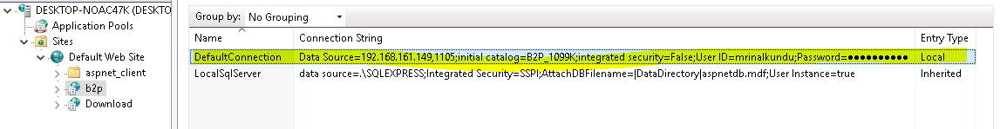 DESKTOP-NOAC47K (DESKTO
Application Pools
Sites
Default Web Site
aspnet_client
b2p
Download
Group by: No Grouping
Name Connection String Entry Type
DefaultConnection Data Source=192.168.161.149,1105;initial catalog=B2P_1099K;integrated security=False;User ID=mrinalkundu;Password=●●●●●●●●●● Local
LocalSqlServer data source=.\SQLEXPRESS;Integrated Security=SSPI;AttachDBFilename=|DataDirectory|aspnetdb.mdf;User Instance=true Inherited